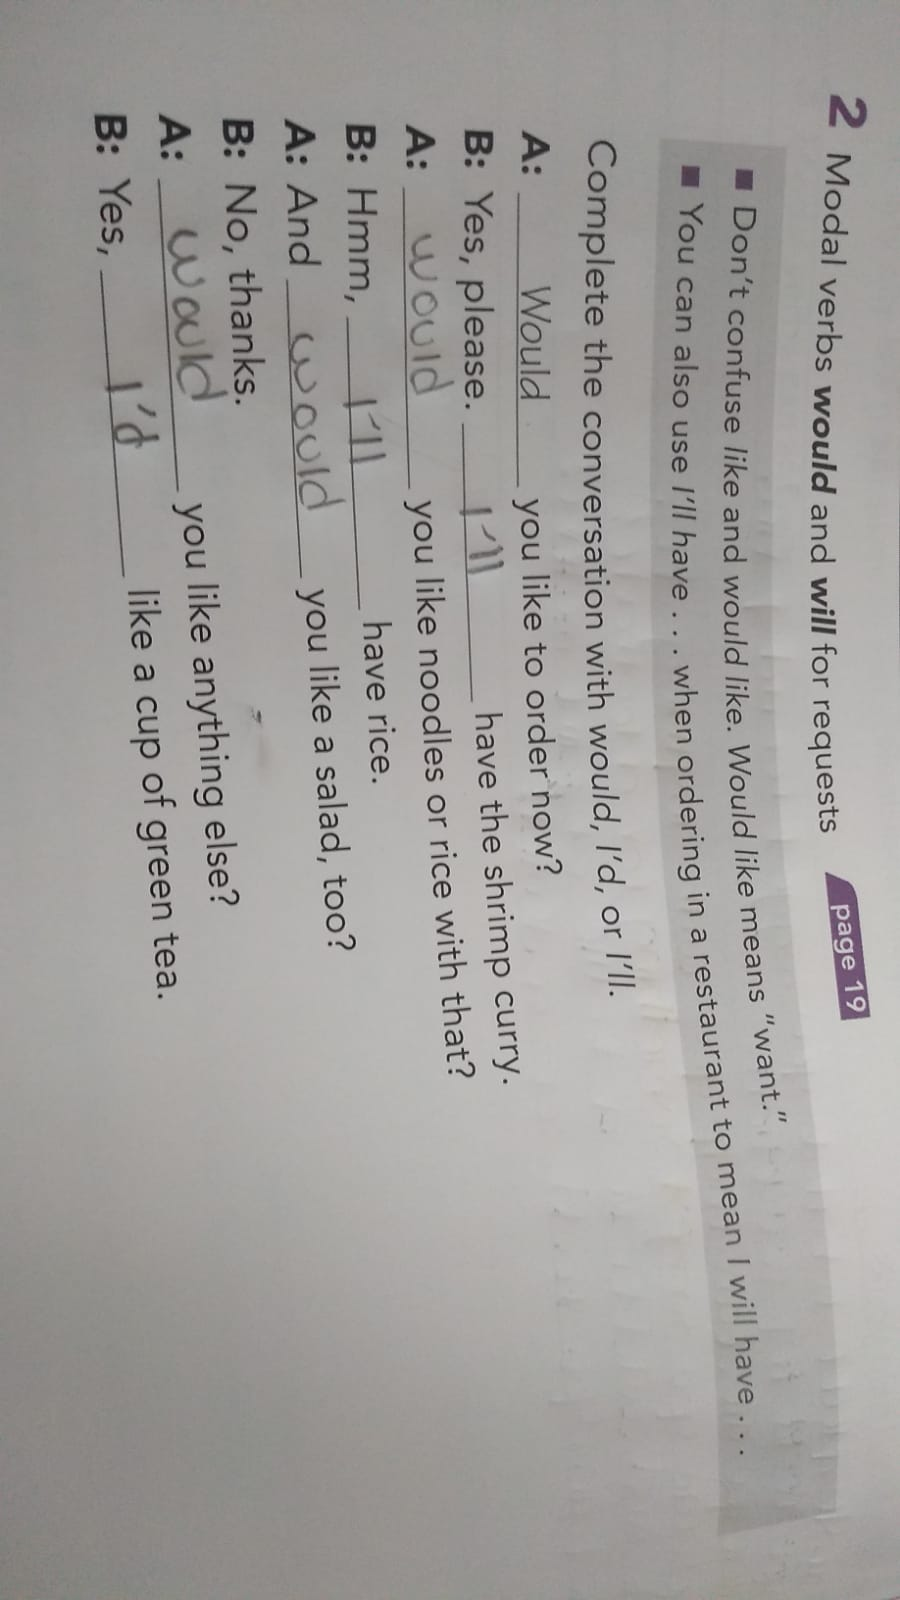 2 Modal verbs would and will for requests page 19
■ Don't confuse like and would like. Would like means "want."
■ You can also use I'll have . . . when ordering in a restaurant to mean I will have . . .
Complete the conversation with would, I'd, or I'll.
A: Would you like to order now?
B: Yes, please. I'll have the shrimp curry.
A: would you like noodles or rice with that?
B: Hmm, I'll have rice.
A: And would you like a salad, too?
B: No, thanks.
A: would you like anything else?
B: Yes, I'd like a cup of green tea.